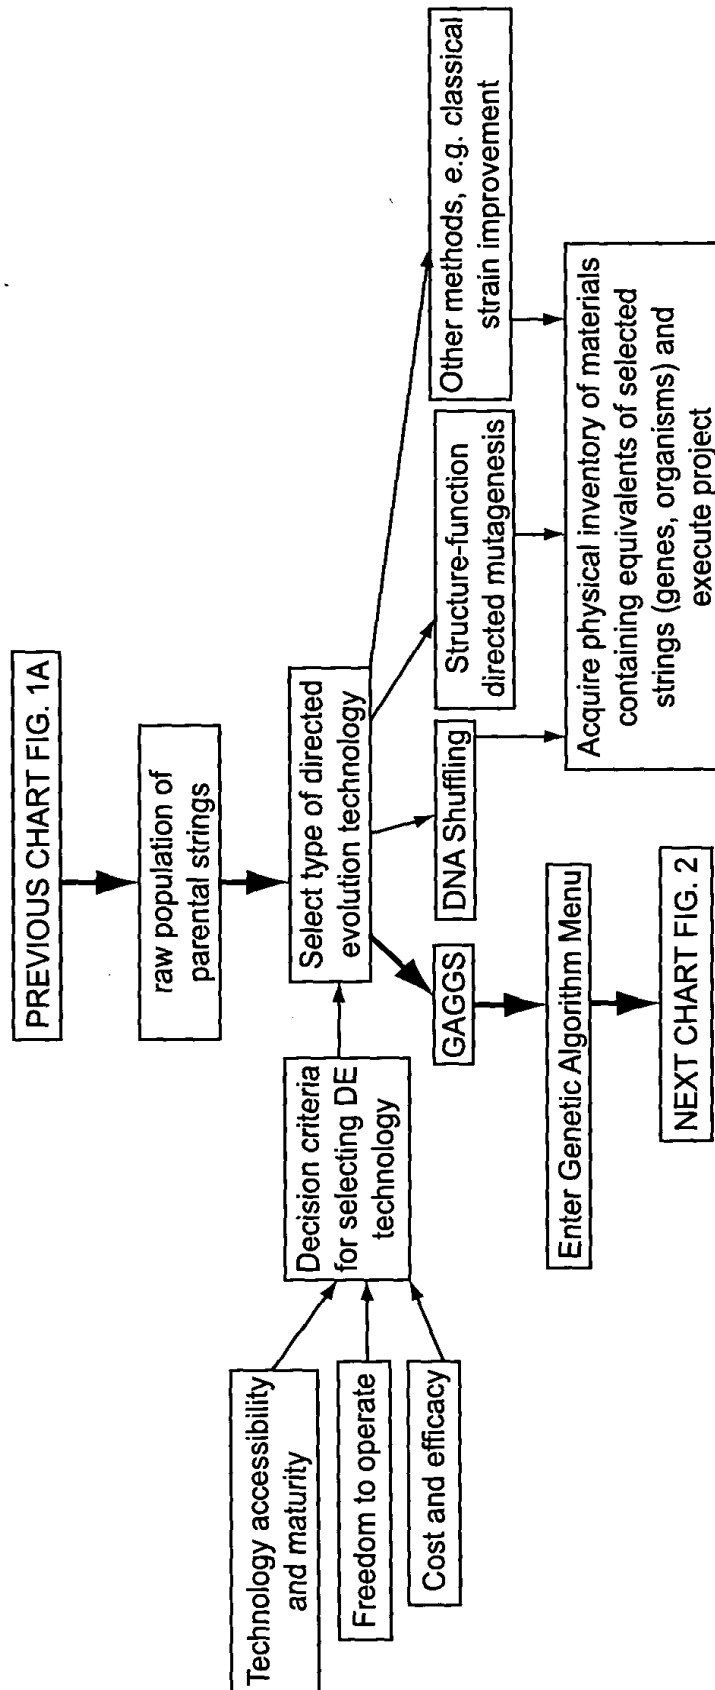 PREVIOUS CHART FIG. 1A
raw population of
parental strings
Technology accessibility
and maturity
Freedom to operate
Cost and efficacy
Decision criteria
for selecting DE
technology
Select type of directed
evolution technology
GAGGS
DNA Shuffling
Structure-function
directed mutagenesis
Other methods, e.g. classical
strain improvement
Enter Genetic Algorithm Menu
Acquire physical inventory of materials
containing equivalents of selected
strings (genes, organisms) and
execute project
NEXT CHART FIG. 2